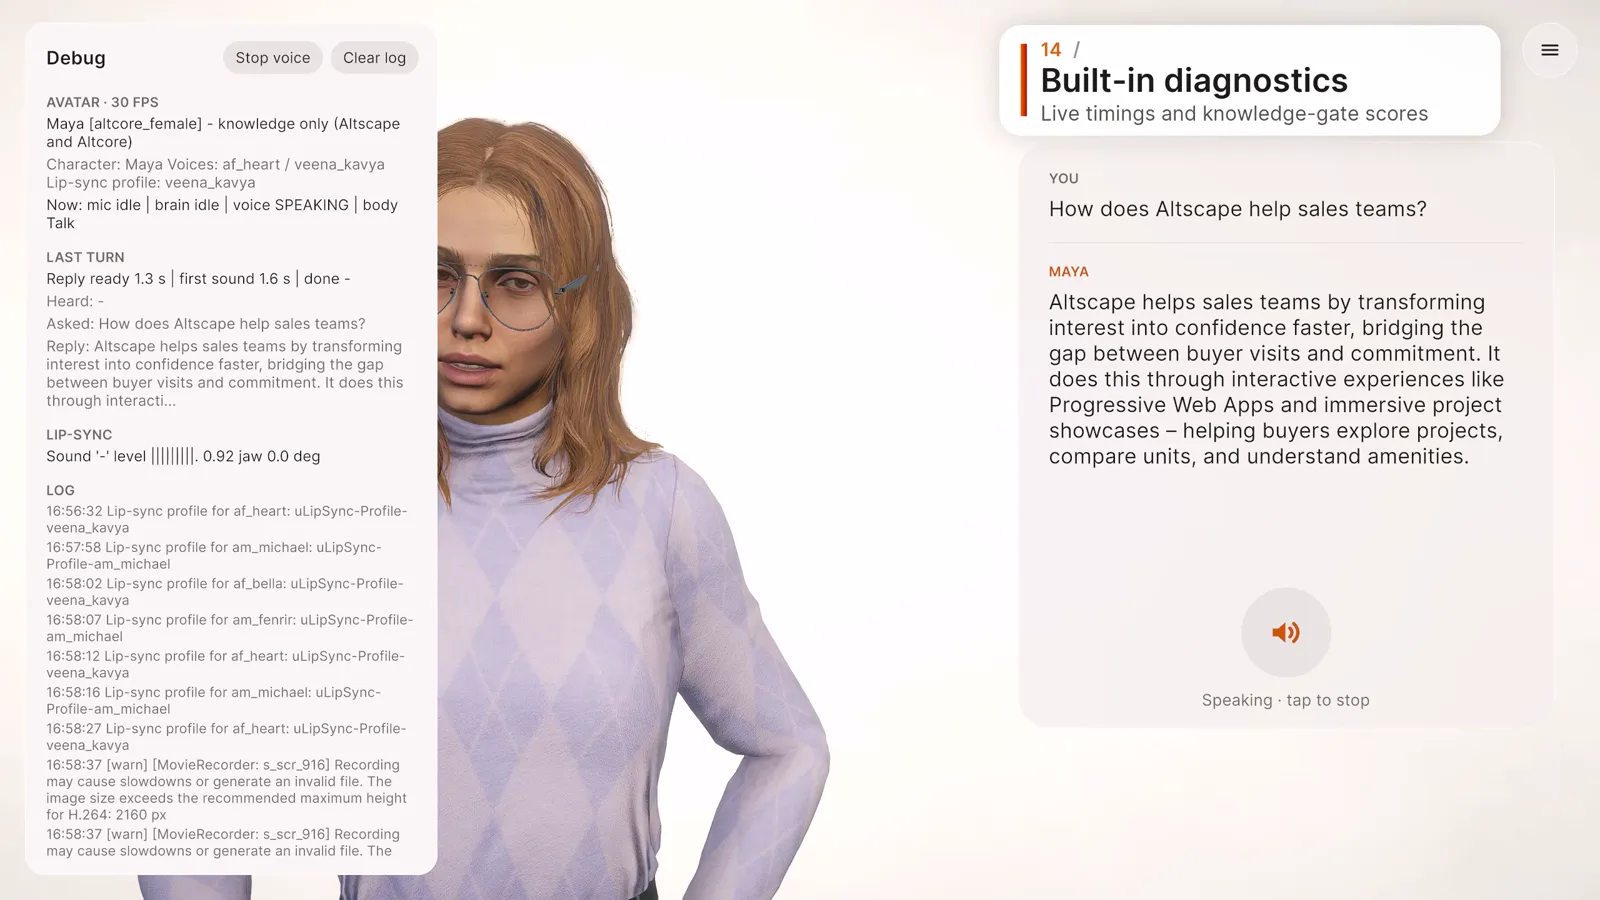 Debug
Stop voice
Clear log
AVATAR · 30 FPS
Maya [altcore_female] - knowledge only (Altscape
and Altcore)
Character: Maya Voices: af_heart / veena_kavya
Lip-sync profile: veena_kavya
Now: mic idle | brain idle | voice SPEAKING | body
Talk
LAST TURN
Reply ready 1.3 s | first sound 1.6 s | done -
Heard: -
Asked: How does Altscape help sales teams?
Reply: Altscape helps sales teams by transforming
interest into confidence faster, bridging the gap
between buyer visits and commitment. It does this
through interacti...
LIP-SYNC
Sound '-' level |||||||||. 0.92 jaw 0.0 deg
LOG
16:56:32 Lip-sync profile for af_heart: uLipSync-Profile-
veena_kavya
16:57:58 Lip-sync profile for am_michael: uLipSync-
Profile-am_michael
16:58:02 Lip-sync profile for af_bella: uLipSync-Profile-
veena_kavya
16:58:07 Lip-sync profile for am_fenrir: uLipSync-Profile-
am_michael
16:58:12 Lip-sync profile for af_heart: uLipSync-Profile-
veena_kavya
16:58:16 Lip-sync profile for am_michael: uLipSync-
Profile-am_michael
16:58:27 Lip-sync profile for af_heart: uLipSync-Profile-
veena_kavya
16:58:37 [warn] [MovieRecorder: s_scr_916] Recording
may cause slowdowns or generate an invalid file. The
image size exceeds the recommended maximum height
for H.264: 2160 px
16:58:37 [warn] [MovieRecorder: s_scr_916] Recording
may cause slowdowns or generate an invalid file. The
14 /
Built-in diagnostics
Live timings and knowledge-gate scores
YOU
How does Altscape help sales teams?
MAYA
Altscape helps sales teams by transforming
interest into confidence faster, bridging the
gap between buyer visits and commitment. It
does this through interactive experiences like
Progressive Web Apps and immersive project
showcases – helping buyers explore projects,
compare units, and understand amenities.
Speaking · tap to stop